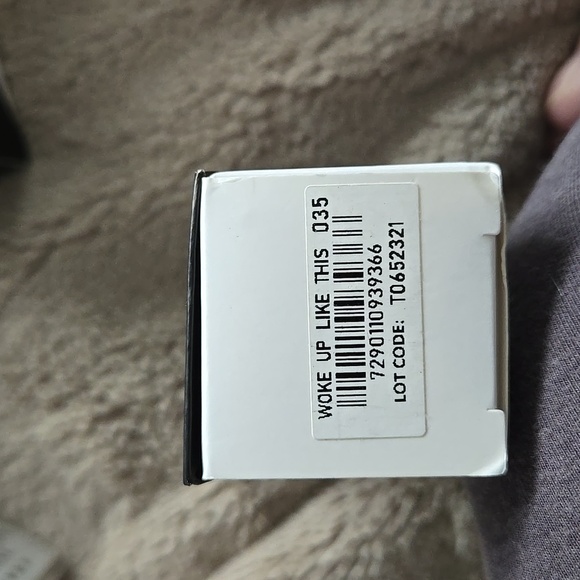 WOKE UP LIKE THIS 035
7290110939366
LOT CODE: T0652321